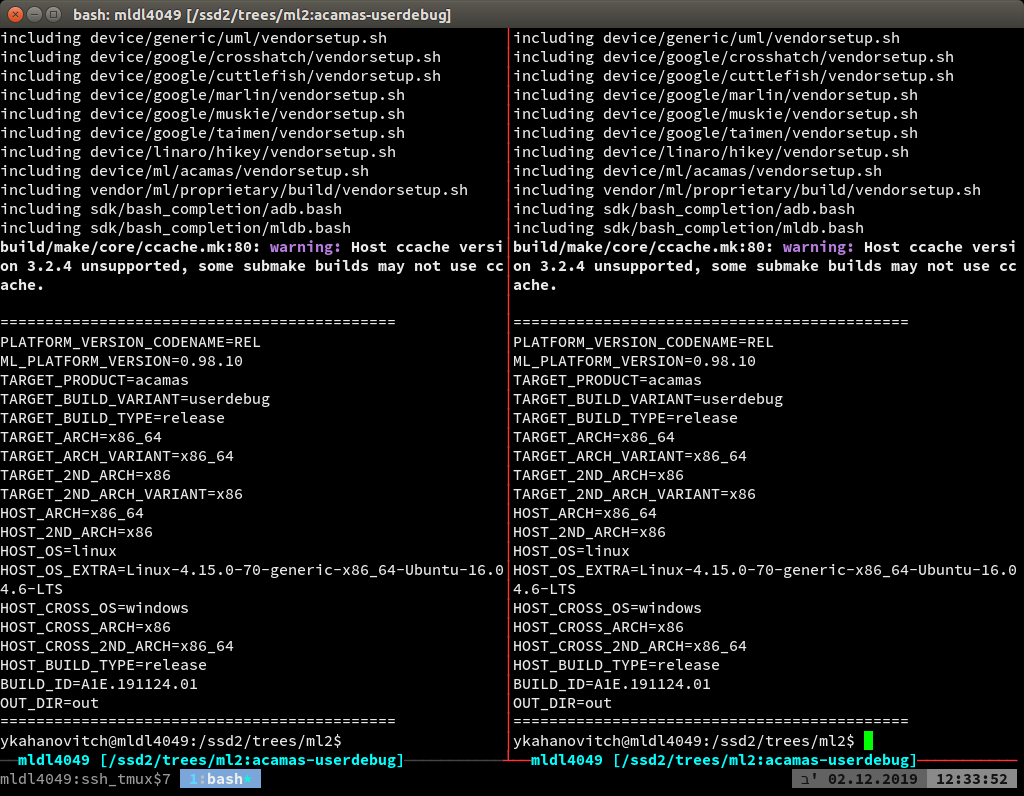 bash: mldl4049 [/ssd2/trees/ml2:acamas-userdebug]
including device/generic/uml/vendorsetup.sh
including device/google/crosshatch/vendorsetup.sh
including device/google/cuttlefish/vendorsetup.sh
including device/google/marlin/vendorsetup.sh
including device/google/muskie/vendorsetup.sh
including device/google/taimen/vendorsetup.sh
including device/linaro/hikey/vendorsetup.sh
including device/ml/acamas/vendorsetup.sh
including vendor/ml/proprietary/build/vendorsetup.sh
including sdk/bash_completion/adb.bash
including sdk/bash_completion/mldb.bash
build/make/core/ccache.mk:80: warning: Host ccache versi
on 3.2.4 unsupported, some submake builds may not use cc
ache.
============================================
PLATFORM_VERSION_CODENAME=REL
ML_PLATFORM_VERSION=0.98.10
TARGET_PRODUCT=acamas
TARGET_BUILD_VARIANT=userdebug
TARGET_BUILD_TYPE=release
TARGET_ARCH=x86_64
TARGET_ARCH_VARIANT=x86_64
TARGET_2ND_ARCH=x86
TARGET_2ND_ARCH_VARIANT=x86
HOST_ARCH=x86_64
HOST_2ND_ARCH=x86
HOST_OS=linux
HOST_OS_EXTRA=Linux-4.15.0-70-generic-x86_64-Ubuntu-16.0
4.6-LTS
HOST_CROSS_OS=windows
HOST_CROSS_ARCH=x86
HOST_CROSS_2ND_ARCH=x86_64
HOST_BUILD_TYPE=release
BUILD_ID=A1E.191124.01
OUT_DIR=out
============================================
ykahanovitch@mldl4049:/ssd2/trees/ml2$
mldl4049 [/ssd2/trees/ml2:acamas-userdebug]
including device/generic/uml/vendorsetup.sh
including device/google/crosshatch/vendorsetup.sh
including device/google/cuttlefish/vendorsetup.sh
including device/google/marlin/vendorsetup.sh
including device/google/muskie/vendorsetup.sh
including device/google/taimen/vendorsetup.sh
including device/linaro/hikey/vendorsetup.sh
including device/ml/acamas/vendorsetup.sh
including vendor/ml/proprietary/build/vendorsetup.sh
including sdk/bash_completion/adb.bash
including sdk/bash_completion/mldb.bash
build/make/core/ccache.mk:80: warning: Host ccache versi
on 3.2.4 unsupported, some submake builds may not use cc
ache.
============================================
PLATFORM_VERSION_CODENAME=REL
ML_PLATFORM_VERSION=0.98.10
TARGET_PRODUCT=acamas
TARGET_BUILD_VARIANT=userdebug
TARGET_BUILD_TYPE=release
TARGET_ARCH=x86_64
TARGET_ARCH_VARIANT=x86_64
TARGET_2ND_ARCH=x86
TARGET_2ND_ARCH_VARIANT=x86
HOST_ARCH=x86_64
HOST_2ND_ARCH=x86
HOST_OS=linux
HOST_OS_EXTRA=Linux-4.15.0-70-generic-x86_64-Ubuntu-16.0
4.6-LTS
HOST_CROSS_OS=windows
HOST_CROSS_ARCH=x86
HOST_CROSS_2ND_ARCH=x86_64
HOST_BUILD_TYPE=release
BUILD_ID=A1E.191124.01
OUT_DIR=out
============================================
ykahanovitch@mldl4049:/ssd2/trees/ml2$
mldl4049 [/ssd2/trees/ml2:acamas-userdebug]
mldl4049:ssh_tmux$7 1:bash* ב' 02.12.2019 12:33:52